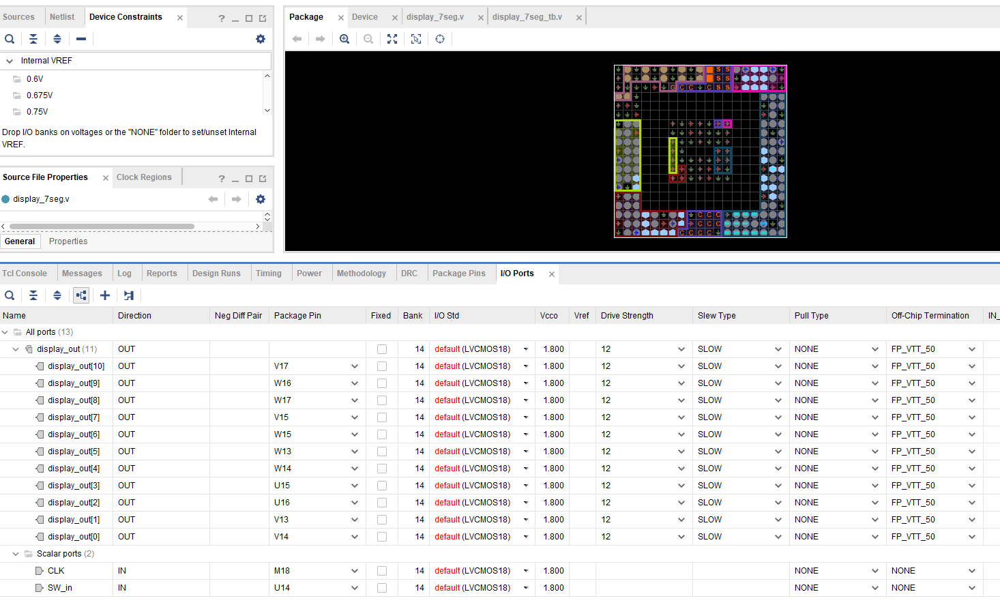 Sources Netlist Device Constraints
Internal VREF
0.6V
0.675V
0.75V
Drop I/O banks on voltages or the "NONE" folder to set/unset Internal
VREF.
Source File Properties Clock Regions
display_7seg.v
General Properties
Package Device display_7seg.v display_7seg_tb.v
Tcl Console Messages Log Reports Design Runs Timing Power Methodology DRC Package Pins I/O Ports
Name Direction Neg Diff Pair Package Pin Fixed Bank I/O Std Vcco Vref Drive Strength Slew Type Pull Type Off-Chip Termination IN_
All ports (13)
display_out (11) OUT 14 default (LVCMOS18) 1.800 12 SLOW NONE FP_VTT_50
display_out[10] OUT V17 14 default (LVCMOS18) 1.800 12 SLOW NONE FP_VTT_50
display_out[9] OUT W16 14 default (LVCMOS18) 1.800 12 SLOW NONE FP_VTT_50
display_out[8] OUT W17 14 default (LVCMOS18) 1.800 12 SLOW NONE FP_VTT_50
display_out[7] OUT V15 14 default (LVCMOS18) 1.800 12 SLOW NONE FP_VTT_50
display_out[6] OUT W15 14 default (LVCMOS18) 1.800 12 SLOW NONE FP_VTT_50
display_out[5] OUT W13 14 default (LVCMOS18) 1.800 12 SLOW NONE FP_VTT_50
display_out[4] OUT W14 14 default (LVCMOS18) 1.800 12 SLOW NONE FP_VTT_50
display_out[3] OUT U15 14 default (LVCMOS18) 1.800 12 SLOW NONE FP_VTT_50
display_out[2] OUT U16 14 default (LVCMOS18) 1.800 12 SLOW NONE FP_VTT_50
display_out[1] OUT V13 14 default (LVCMOS18) 1.800 12 SLOW NONE FP_VTT_50
display_out[0] OUT V14 14 default (LVCMOS18) 1.800 12 SLOW NONE FP_VTT_50
Scalar ports (2)
CLK IN M18 14 default (LVCMOS18) 1.800 NONE NONE
SW_in IN U14 14 default (LVCMOS18) 1.800 NONE NONE